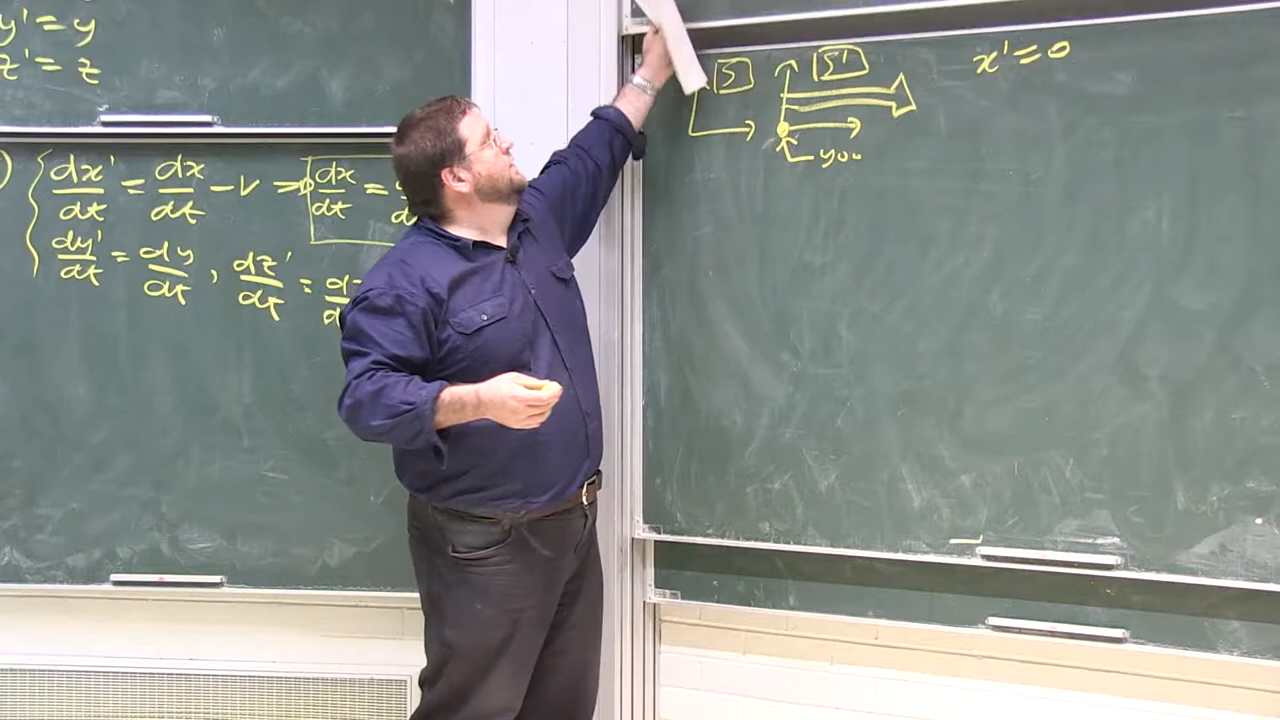 y' = y
z' = z
) { dx'/dt = dx/dt - v ⇒ dx/dt =
dy'/dt = dy/dt , dz'/dt =
S S' x' = 0
you